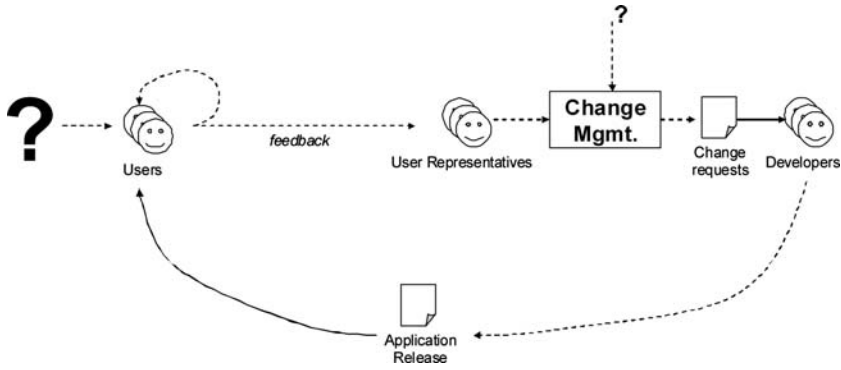 ?
?
Change
Mgmt.
feedback
Users
User Representatives
Change
requests
Developers
Application
Release